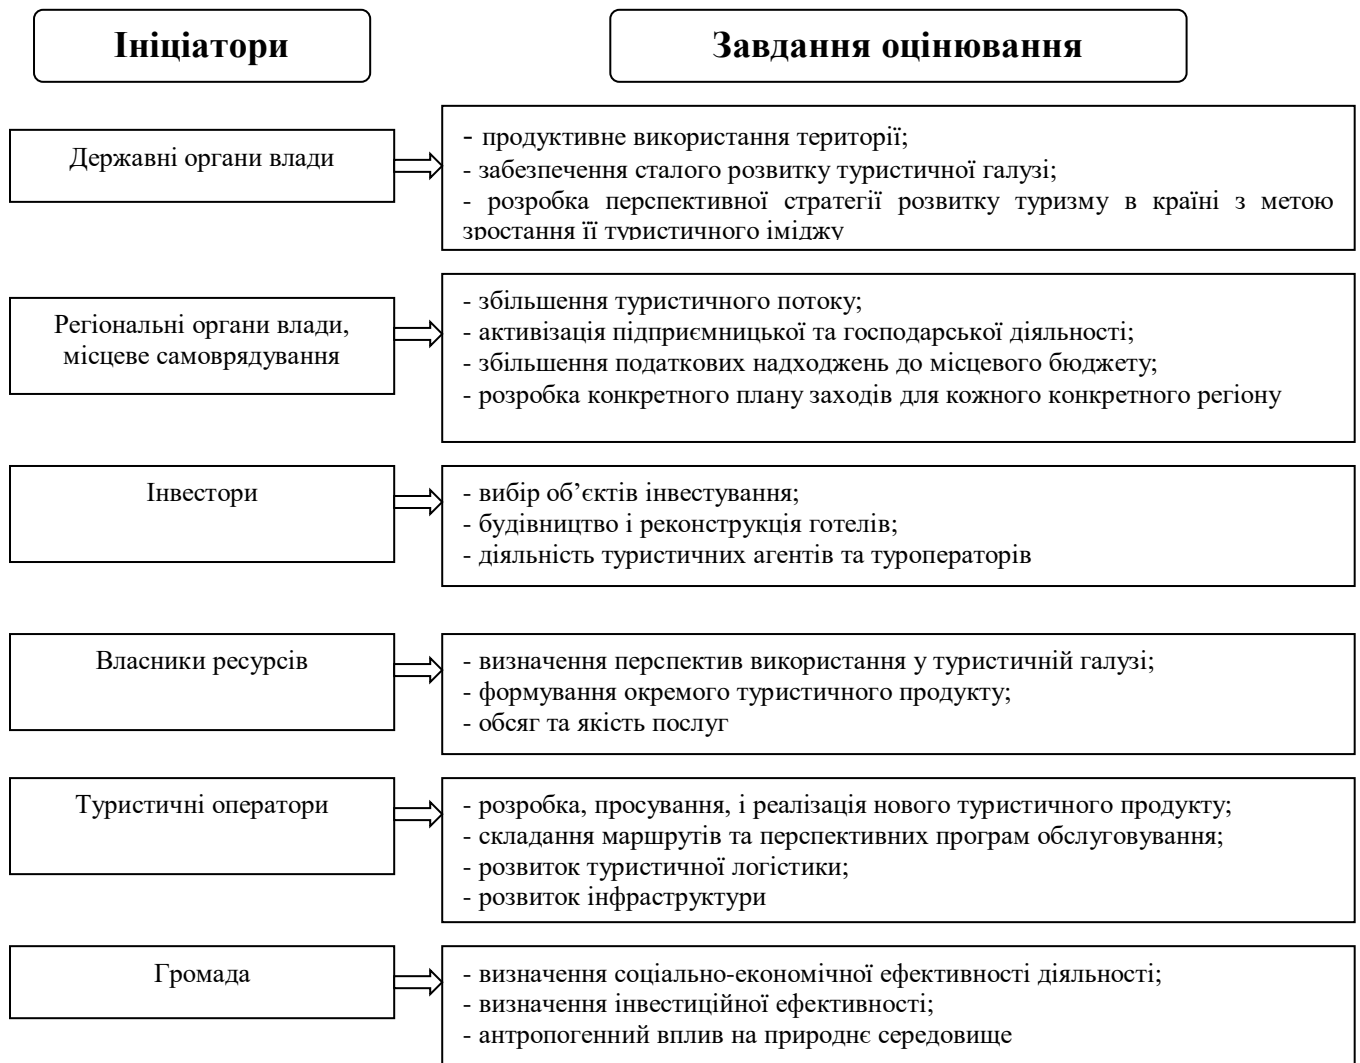 Ініціатори
Завдання оцінювання
Державні органи влади
- продуктивне використання території;
- забезпечення сталого розвитку туристичної галузі;
- розробка перспективної стратегії розвитку туризму в країні з метою
зростання її туристичного іміджу
Регіональні органи влади,
місцеве самоврядування
- збільшення туристичного потоку;
- активізація підприємницької та господарської діяльності;
- збільшення податкових надходжень до місцевого бюджету;
- розробка конкретного плану заходів для кожного конкретного регіону
Інвестори
- вибір об’єктів інвестування;
- будівництво і реконструкція готелів;
- діяльність туристичних агентів та туроператорів
Власники ресурсів
- визначення перспектив використання у туристичній галузі;
- формування окремого туристичного продукту;
- обсяг та якість послуг
Туристичні оператори
- розробка, просування, і реалізація нового туристичного продукту;
- складання маршрутів та перспективних програм обслуговування;
- розвиток туристичної логістики;
- розвиток інфраструктури
Громада
- визначення соціально-економічної ефективності діяльності;
- визначення інвестиційної ефективності;
- антропогенний вплив на природнє середовище